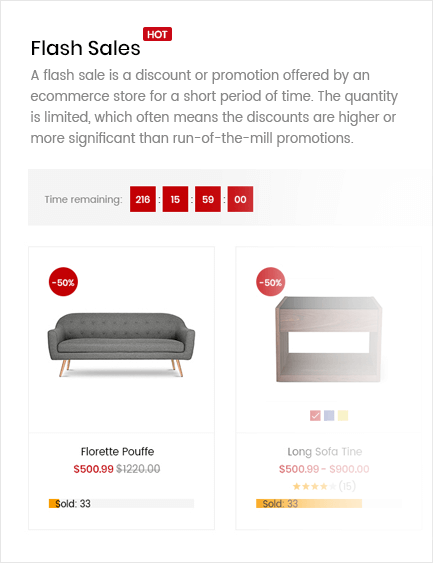 HOT
Flash Sales
A flash sale is a discount or promotion offered by an
ecommerce store for a short period of time. The quantity
is limited, which often means the discounts are higher or
more significant than run-of-the-mill promotions.
Time remaining: 216 : 15 : 59 : 00
-50%
-50%
Florette Pouffe
$500.99 $1220.00
Sold: 33
Long Sofa Tine
$500.99 - $900.00
(15)
Sold: 33